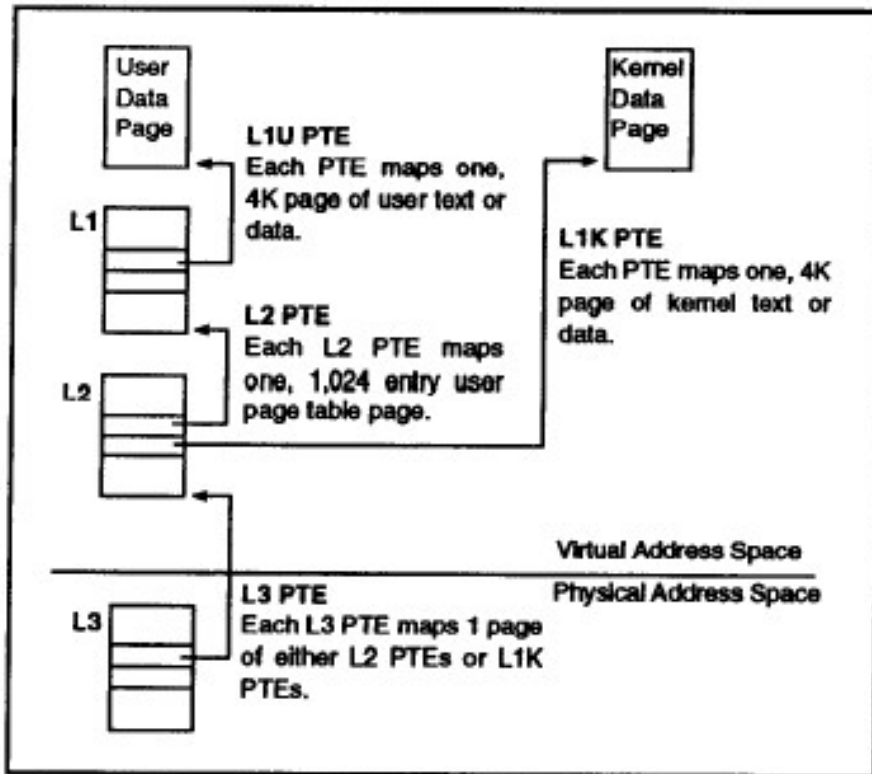 User
Data
Page
Kernel
Data
Page
L1U PTE
Each PTE maps one,
4K page of user text or
data.
L1
L1K PTE
Each PTE maps one, 4K
page of kernel text or
data.
L2 PTE
Each L2 PTE maps
one, 1,024 entry user
page table page.
L2
Virtual Address Space
Physical Address Space
L3 PTE
Each L3 PTE maps 1 page
of either L2 PTEs or L1K
PTEs.
L3